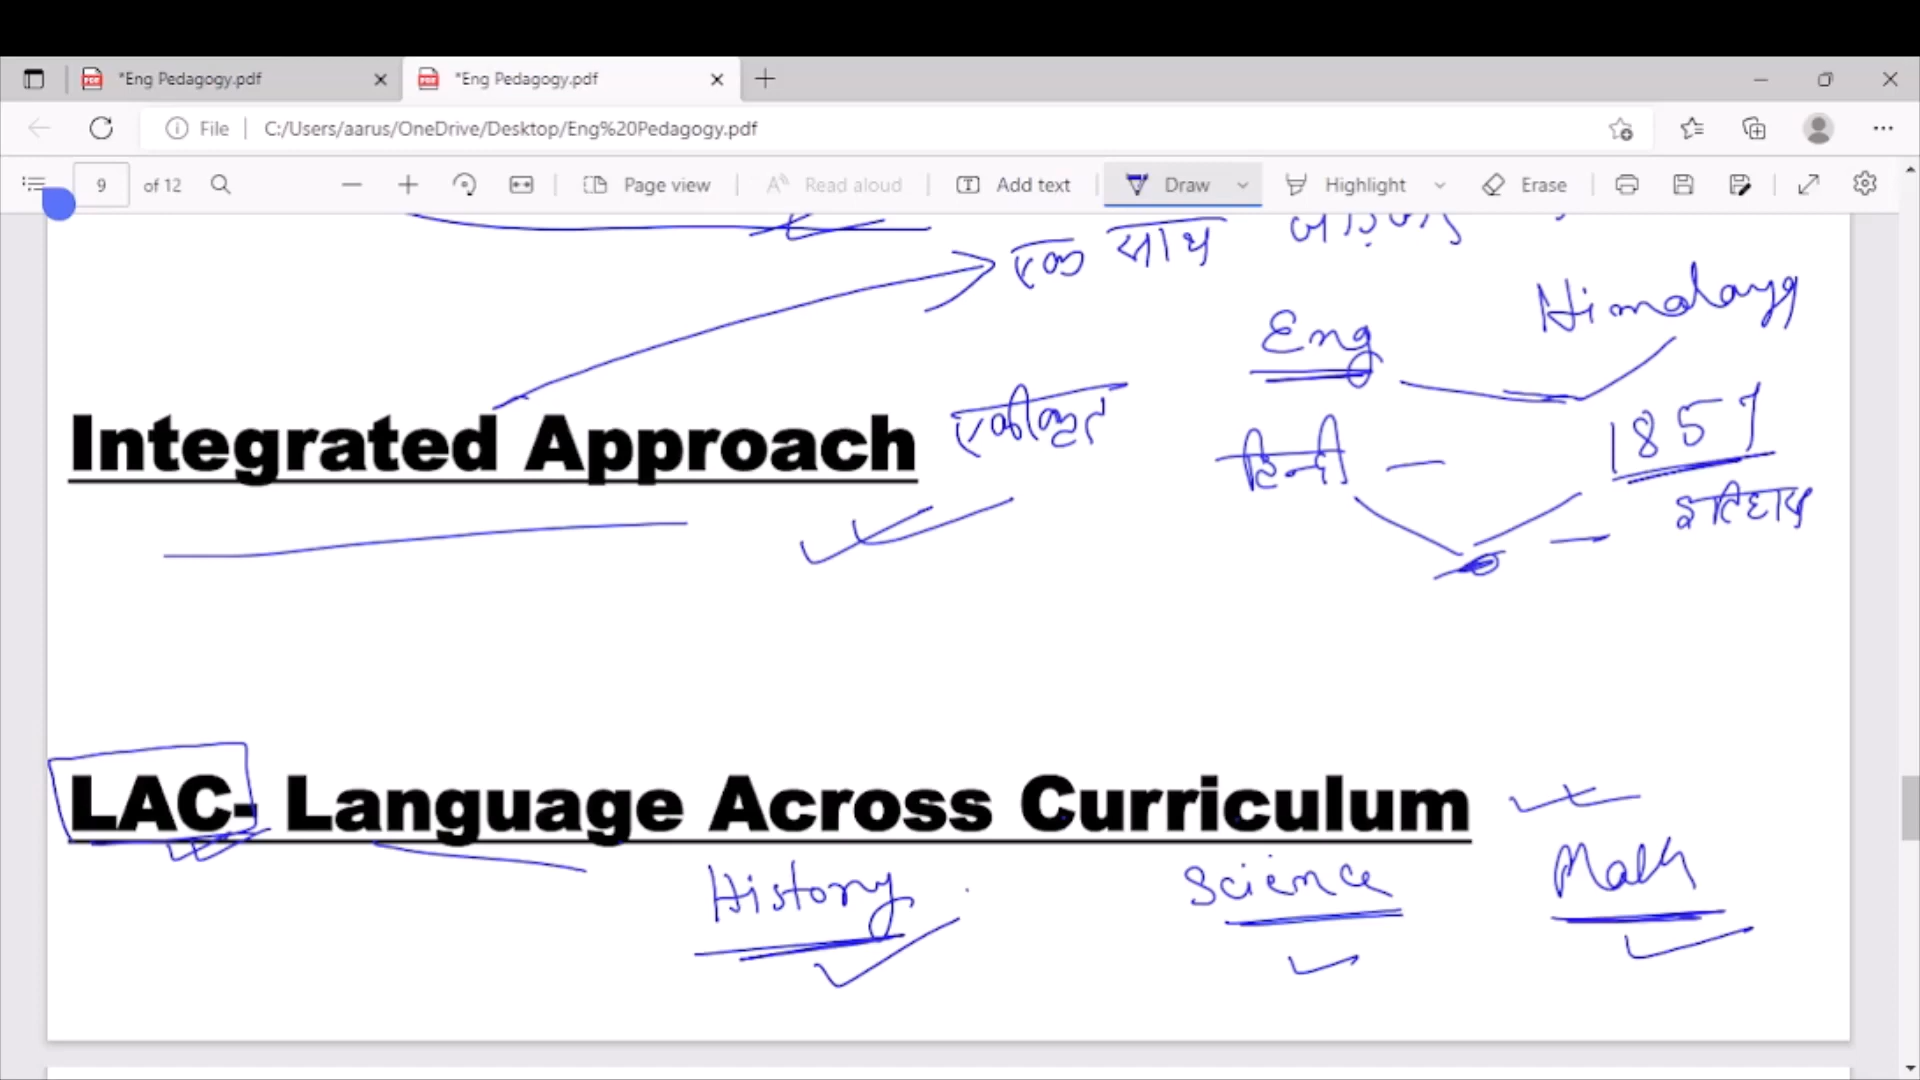 *Eng Pedagogy.pdf
*Eng Pedagogy.pdf
File C:/Users/aarus/OneDrive/Desktop/Eng%20Pedagogy.pdf
9 of 12 Page view Read aloud Add text Draw Highlight Erase
एक साथ
Himalaya
Eng
Integrated Approach एकीकृत
1857
हिन्दी
इतिहास
LAC- Language Across Curriculum
History Science Math